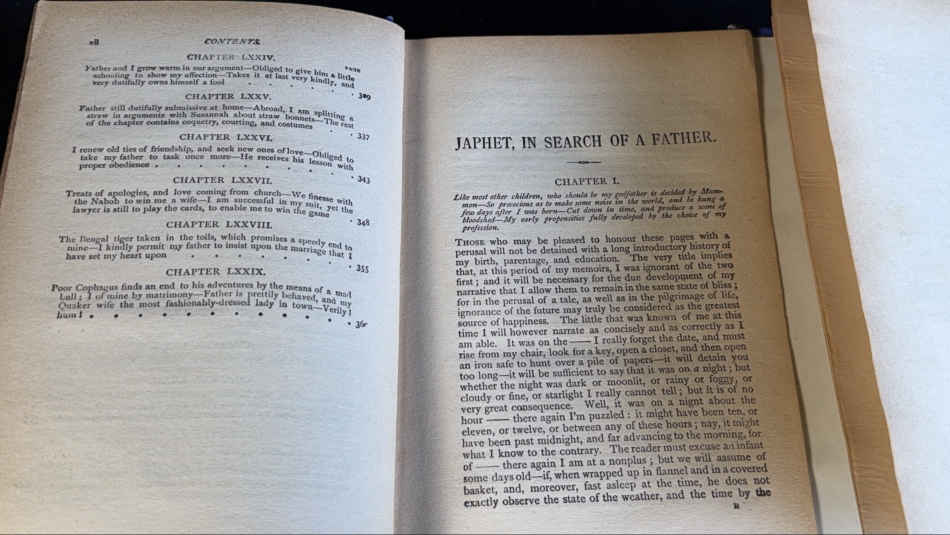 CONTENTS.
CHAPTER LXXIV.
PAGE
Father and I grow warm in our argument—Obliged to give him a little
schooling to show my affection—Takes it at last very kindly, and
very dutifully owns himself a fool . . . . 329
CHAPTER LXXV.
Father still dutifully submissive at home—Abroad, I am splitting a
straw in arguments with Susannah about straw bonnets—The rest
of the chapter contains coquetry, courting, and costumes . 337
CHAPTER LXXVI.
I renew old ties of friendship, and seek new ones of love—Obliged to
take my father to task once more—He receives his lesson with
proper obedience . . . . . . . . 343
CHAPTER LXXVII.
Treats of apologies, and love coming from church—We finesse with
the Nabob to win me a wife—I am successful in my suit, yet the
lawyer is still to play the cards, to enable me to win the game . 348
CHAPTER LXXVIII.
The Bengal tiger taken in the toils, which promises a speedy end to
mine—I kindly permit my father to insist upon the marriage that I
have set my heart upon . . . . . . . 355
CHAPTER LXXIX.
Poor Cophagus finds an end to his adventures by the means of a mad
bull; I of mine by matrimony—Father is prettily behaved, and my
Quaker wife the most fashionably-dressed lady in town—Verily!
hum! . . . . . . . . .
JAPHET, IN SEARCH OF A FATHER.
CHAPTER I.
Like most other children, who should be my godfather is decided by Mam-
mon—So precocious as to make some noise in the world, and be hung a
few days after I was born—Cut down in time, and produce a scene of
bloodshed—My early propensities fully developed by the choice of my
profession.
THOSE who may be pleased to honour these pages with a
perusal will not be detained with a long introductory history of
my birth, parentage, and education. The very title implies
that, at this period of my memoirs, I was ignorant of the two
first; and it will be necessary for the due development of my
narrative that I allow them to remain in the same state of bliss;
for in the perusal of a tale, as well as in the pilgrimage of life,
ignorance of the future may truly be considered as the greatest
source of happiness. The little that was known of me at this
time I will however narrate as concisely and as correctly as I
am able. It was on the —— I really forget the date, and must
rise from my chair, look for a key, open a closet, and then open
an iron safe to hunt over a pile of papers—it will detain you
too long—it will be sufficient to say that it was on a night; but
whether the night was dark or moonlit, or rainy or foggy, or
cloudy or fine, or starlight I really cannot tell; but it is of no
very great consequence. Well, it was on a night about the
hour —— there again I'm puzzled: it might have been ten, or
eleven, or twelve, or between any of these hours; nay, it might
have been past midnight, and far advancing to the morning, for
what I know to the contrary. The reader must excuse an infant
of —— there again I am at a nonplus; but we will assume of
some days old—if, when wrapped up in flannel and in a covered
basket, and, moreover, fast asleep at the time, he does not
exactly observe the state of the weather, and the time by the
B